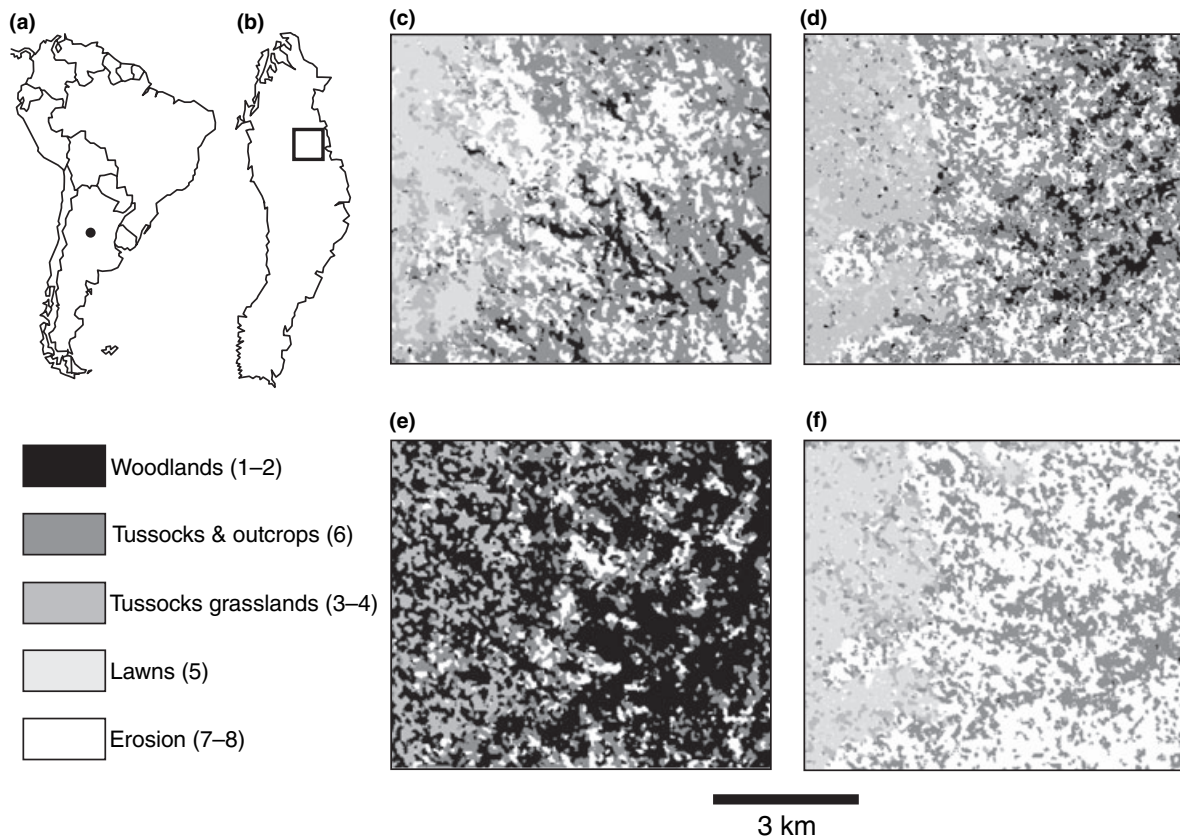 (a)
(b)
(c)
(d)
Woodlands (1–2)
Tussocks & outcrops (6)
Tussocks grasslands (3–4)
Lawns (5)
Erosion (7–8)
(e)
(f)
3 km